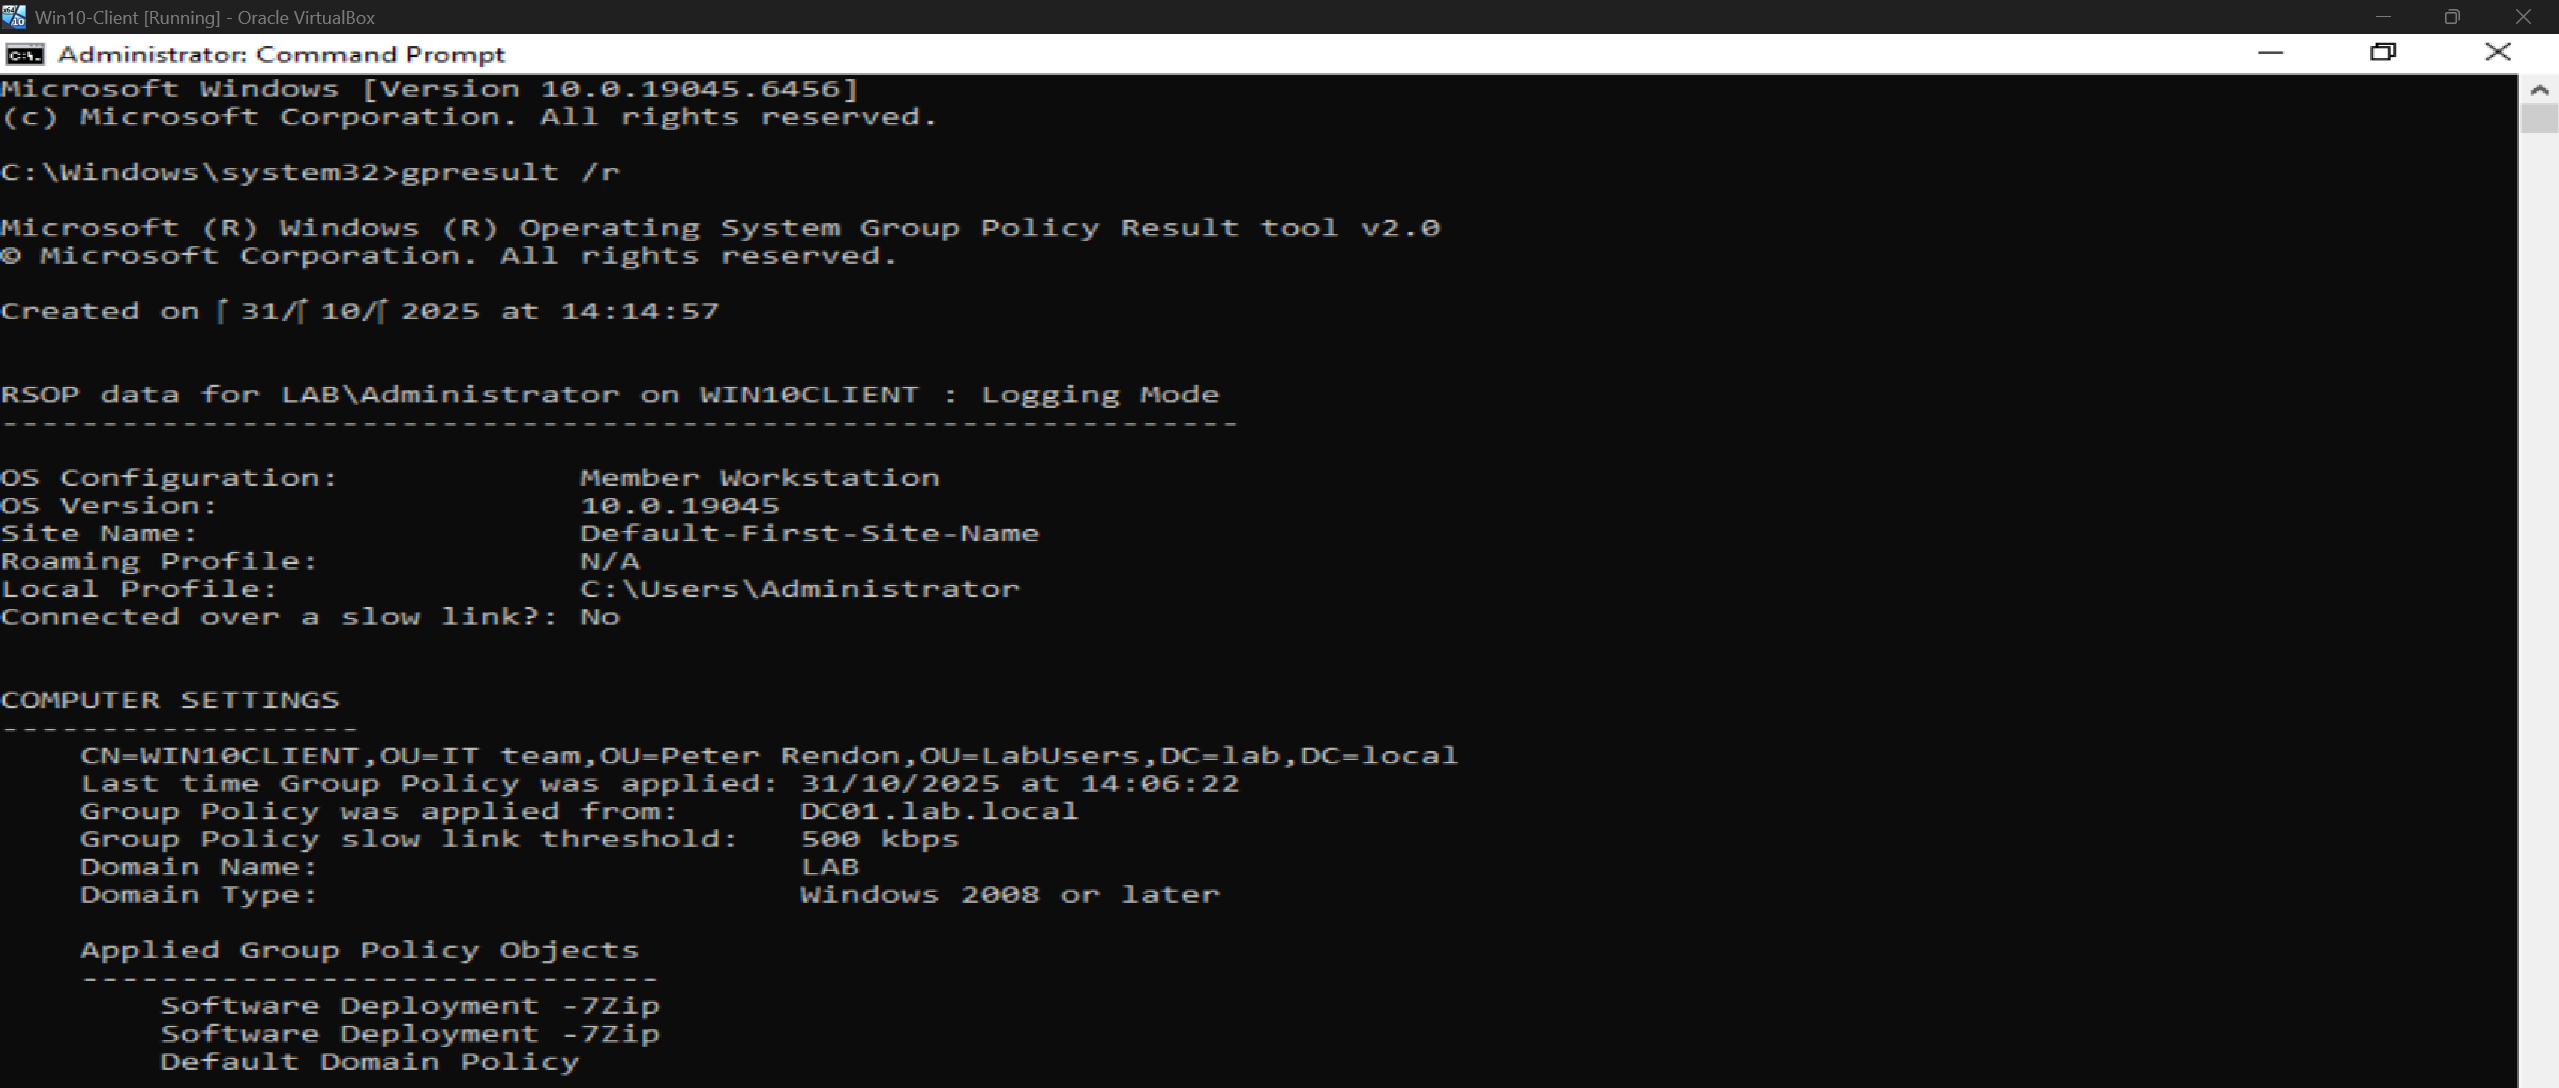 Win10-Client [Running] - Oracle VirtualBox
Administrator: Command Prompt
Microsoft Windows [Version 10.0.19045.6456]
(c) Microsoft Corporation. All rights reserved.
C:\Windows\system32>gpresult /r
Microsoft (R) Windows (R) Operating System Group Policy Result tool v2.0
© Microsoft Corporation. All rights reserved.
Created on 31/ 10/ 2025 at 14:14:57
RSOP data for LAB\Administrator on WIN10CLIENT : Logging Mode
--------------------------------------------------------------
OS Configuration: Member Workstation
OS Version: 10.0.19045
Site Name: Default-First-Site-Name
Roaming Profile: N/A
Local Profile: C:\Users\Administrator
Connected over a slow link?: No
COMPUTER SETTINGS
------------------
CN=WIN10CLIENT,OU=IT team,OU=Peter Rendon,OU=LabUsers,DC=lab,DC=local
Last time Group Policy was applied: 31/10/2025 at 14:06:22
Group Policy was applied from: DC01.lab.local
Group Policy slow link threshold: 500 kbps
Domain Name: LAB
Domain Type: Windows 2008 or later
Applied Group Policy Objects
-----------------------------
Software Deployment -7Zip
Software Deployment -7Zip
Default Domain Policy